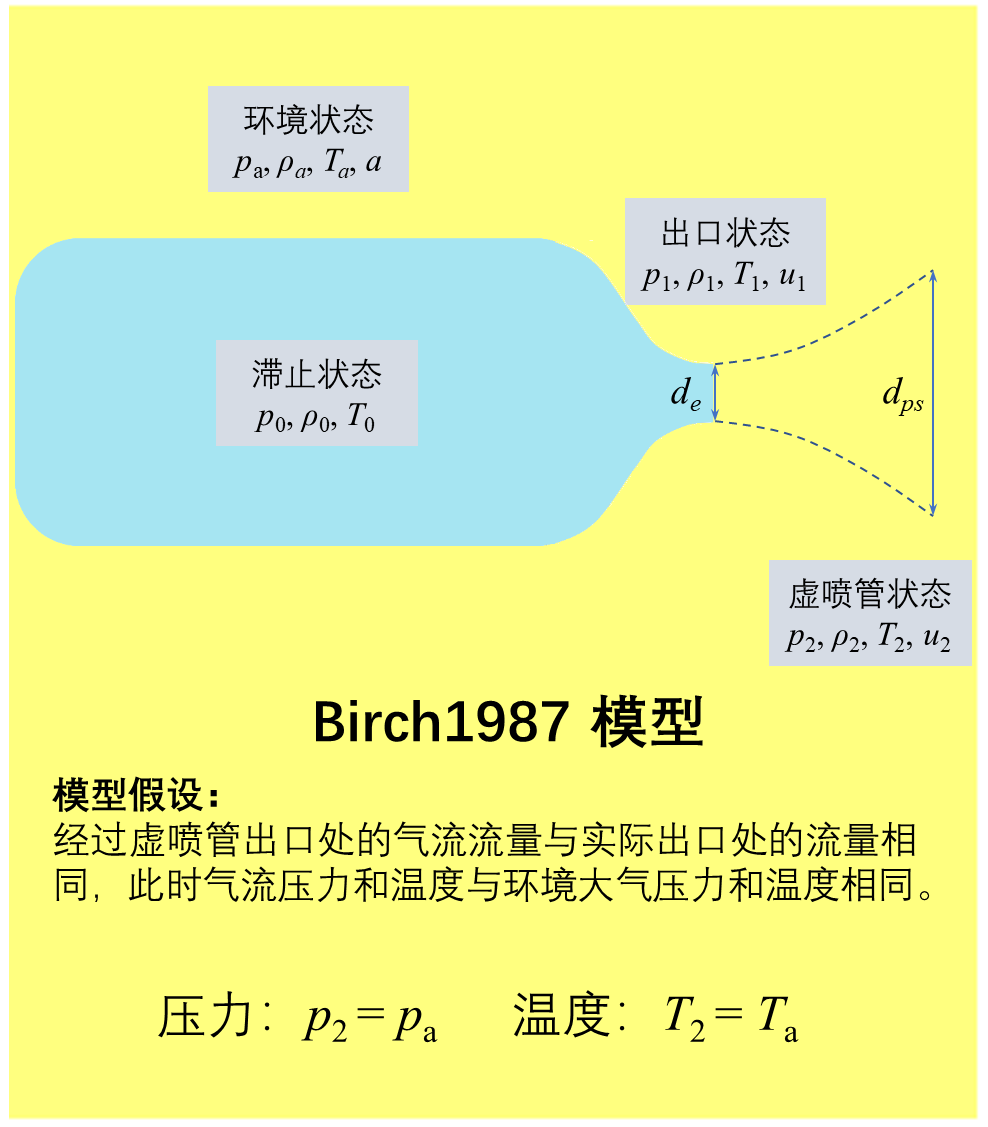 环境状态
pa, ρa, Ta, a
出口状态
p1, ρ1, T1, u1
滞止状态
p0, ρ0, T0
de
dps
虚喷管状态
p2, ρ2, T2, u2
Birch1987 模型
模型假设：
经过虚喷管出口处的气流流量与实际出口处的流量相
同，此时气流压力和温度与环境大气压力和温度相同。
压力：p2 = pa 温度：T2 = Ta